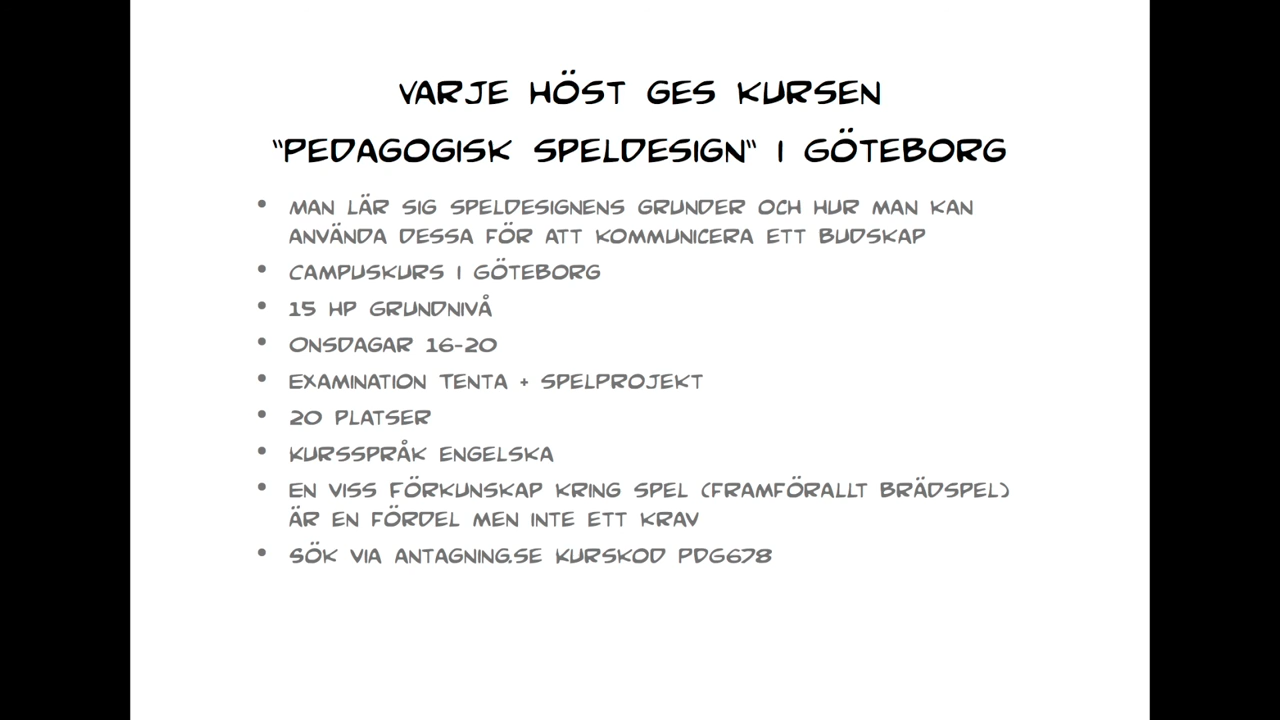 VARJE HÖST GES KURSEN
"PEDAGOGISK SPELDESIGN" I GÖTEBORG
• MAN LÄR SIG SPELDESIGNENS GRUNDER OCH HUR MAN KAN
ANVÄNDA DESSA FÖR ATT KOMMUNICERA ETT BUDSKAP
• CAMPUSKURS I GÖTEBORG
• 15 HP GRUNDNIVÅ
• ONSDAGAR 16-20
• EXAMINATION TENTA + SPELPROJEKT
• 20 PLATSER
• KURSSPRÅK ENGELSKA
• EN VISS FÖRKUNSKAP KRING SPEL (FRAMFÖRALLT BRÄDSPEL)
ÄR EN FÖRDEL MEN INTE ETT KRAV
• SÖK VIA ANTAGNING.SE KURSKOD PDG678